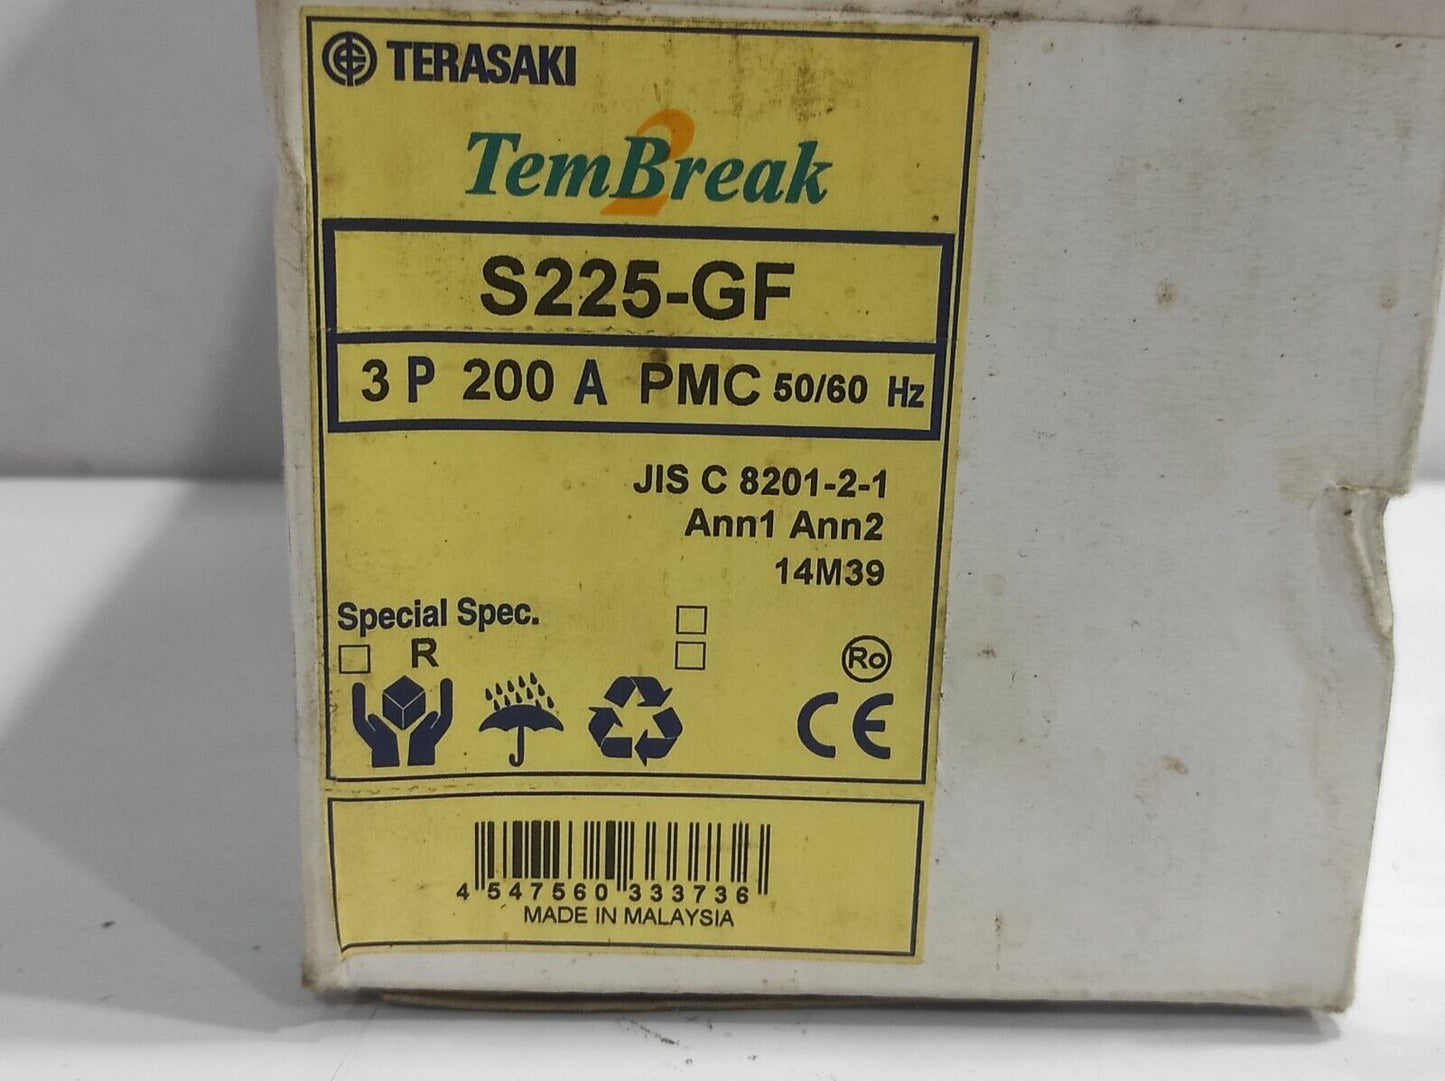 TERASAKI
TemBreak 2
S225-GF
3 P 200 A PMC 50/60 Hz
JIS C 8201-2-1
Ann1 Ann2
14M39
Special Spec.
R
Ro
CE
4 547560 333736
MADE IN MALAYSIA